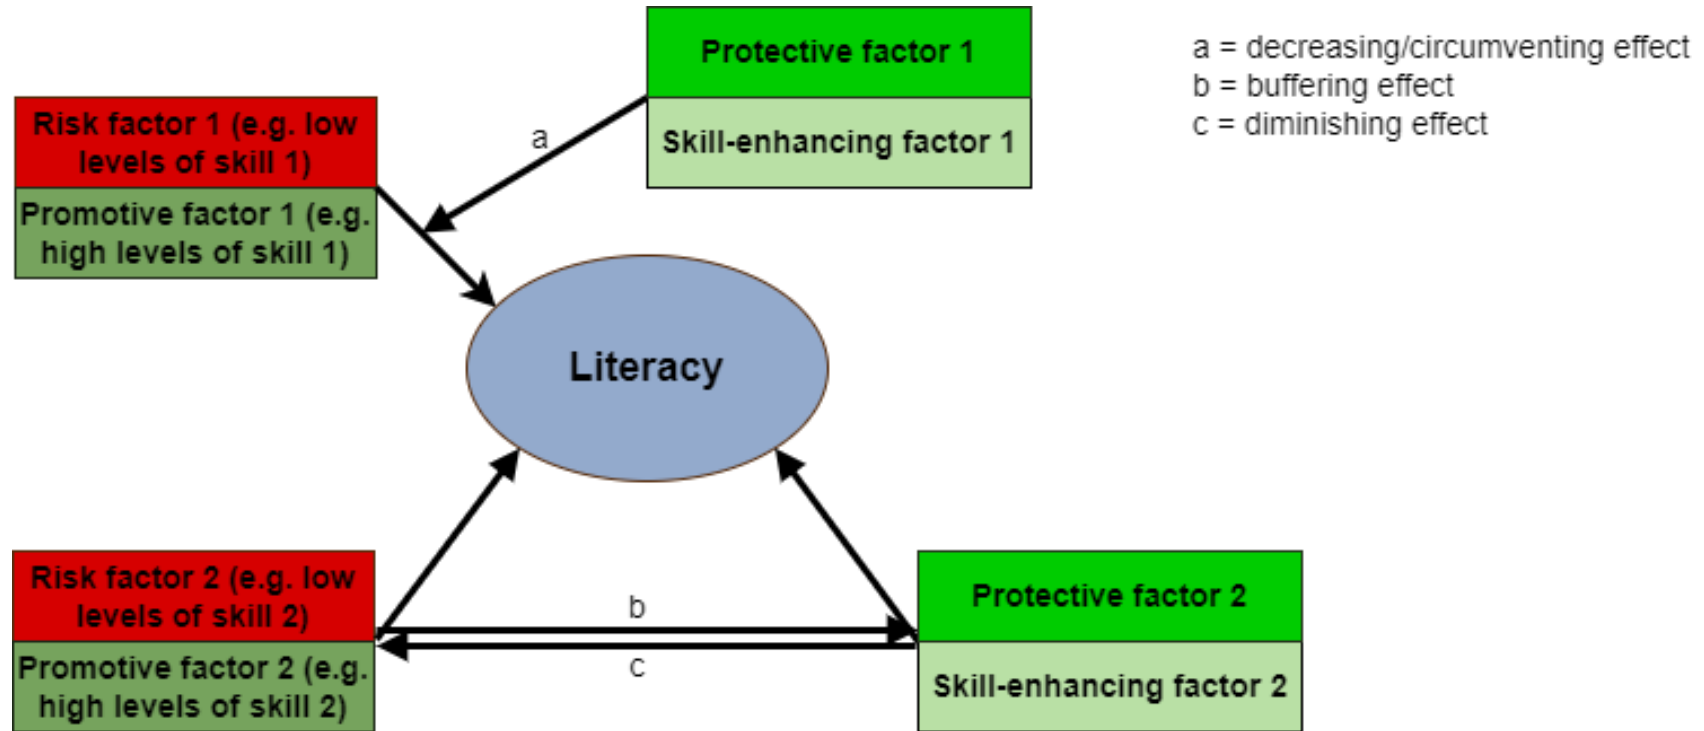 Protective factor 1
Skill-enhancing factor 1
a = decreasing/circumventing effect
b = buffering effect
c = diminishing effect
Risk factor 1 (e.g. low
levels of skill 1)
Promotive factor 1 (e.g.
high levels of skill 1)
a
Literacy
Risk factor 2 (e.g. low
levels of skill 2)
Promotive factor 2 (e.g.
high levels of skill 2)
b
c
Protective factor 2
Skill-enhancing factor 2